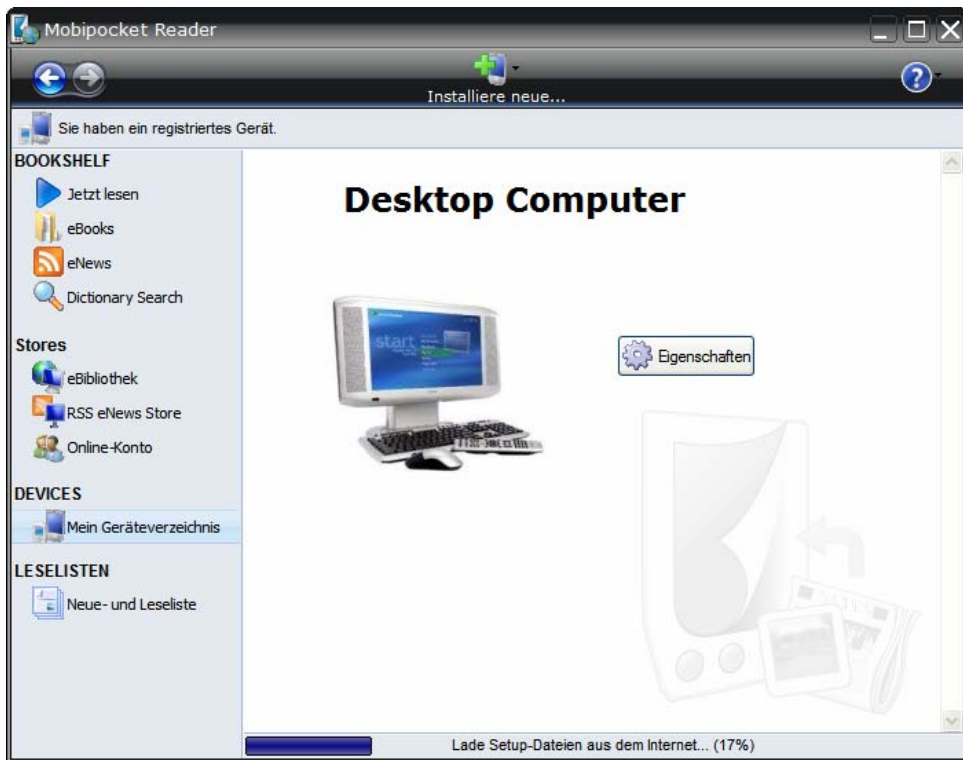 Mobipocket Reader
Installiere neue...
Sie haben ein registriertes Gerät.
BOOKSHELF
Jetzt lesen
eBooks
eNews
Dictionary Search
Stores
eBibliothek
RSS eNews Store
Online-Konto
DEVICES
Mein Geräteverzeichnis
LESELISTEN
Neue- und Leseliste
Desktop Computer
start
Eigenschaften
Lade Setup-Dateien aus dem Internet... (17%)